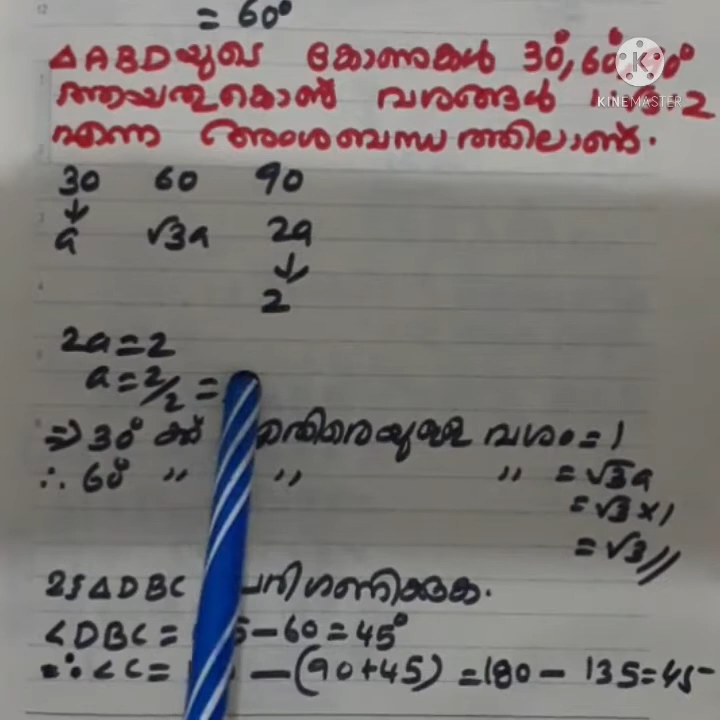 = 60°
△ABDയുടെ കോണുകൾ 30°, 60°, 90°
ആയതുകൊണ്ട് വശങ്ങൾ 1:√3:2
എന്ന അംശബന്ധത്തിലാണ്.
KINEMASTER
30 60 90
↓
a √3a 2a
↓
2
2a=2
a=2/2=
⇒30° ക്ക് എതിരെയുള്ള വശം=1
∴ 60° " " " =√3a
=√3×1
=√3//
ഇനി △DBC പരിഗണിക്കുക.
∠DBC= 5-60=45°
∴ ∠C= -(90+45) =180-135=45